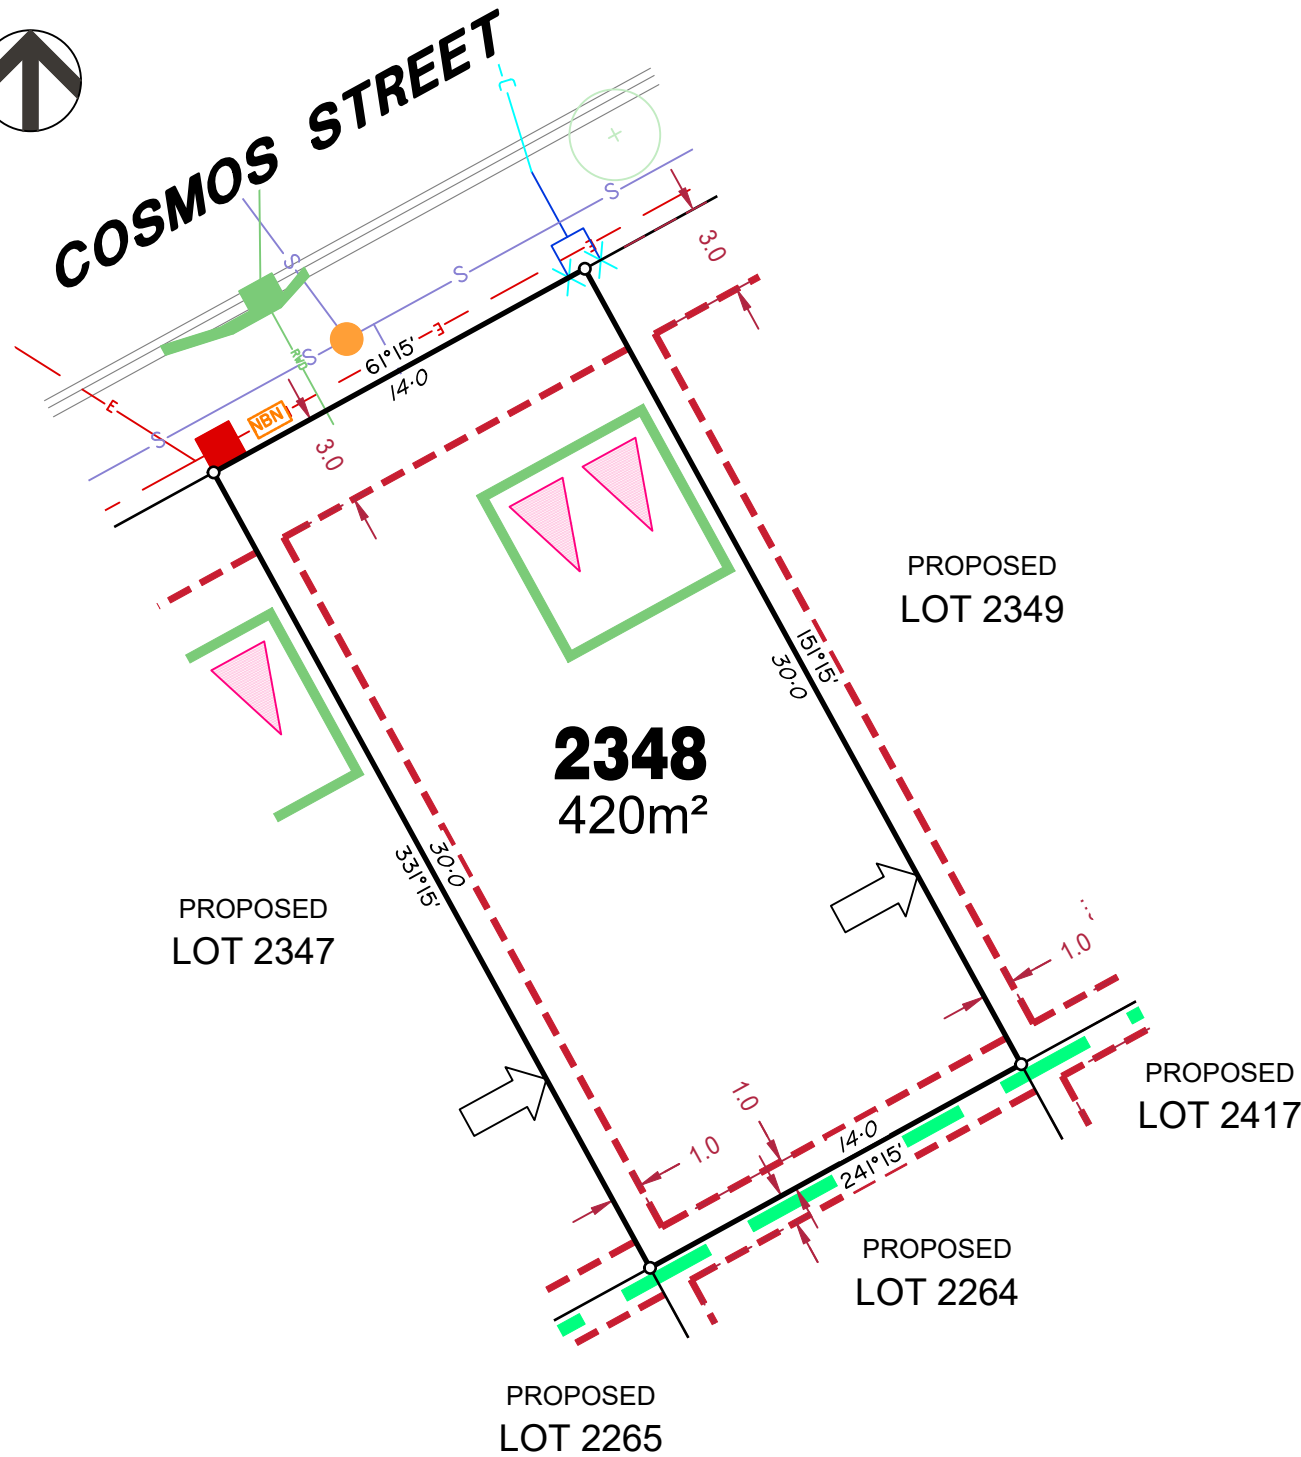 COSMOS STREET
C
S
S
E
3.0
S
E
RWD
S
61°15'
14·0
E
NBN
S
3.0
PROPOSED
LOT 2349
151°15'
30·0
2348
420m²
30·0
331°15'
PROPOSED
LOT 2347
1.0
PROPOSED
LOT 2417
1.0
14·0
241°15'
1.0
PROPOSED
LOT 2264
PROPOSED
LOT 2265